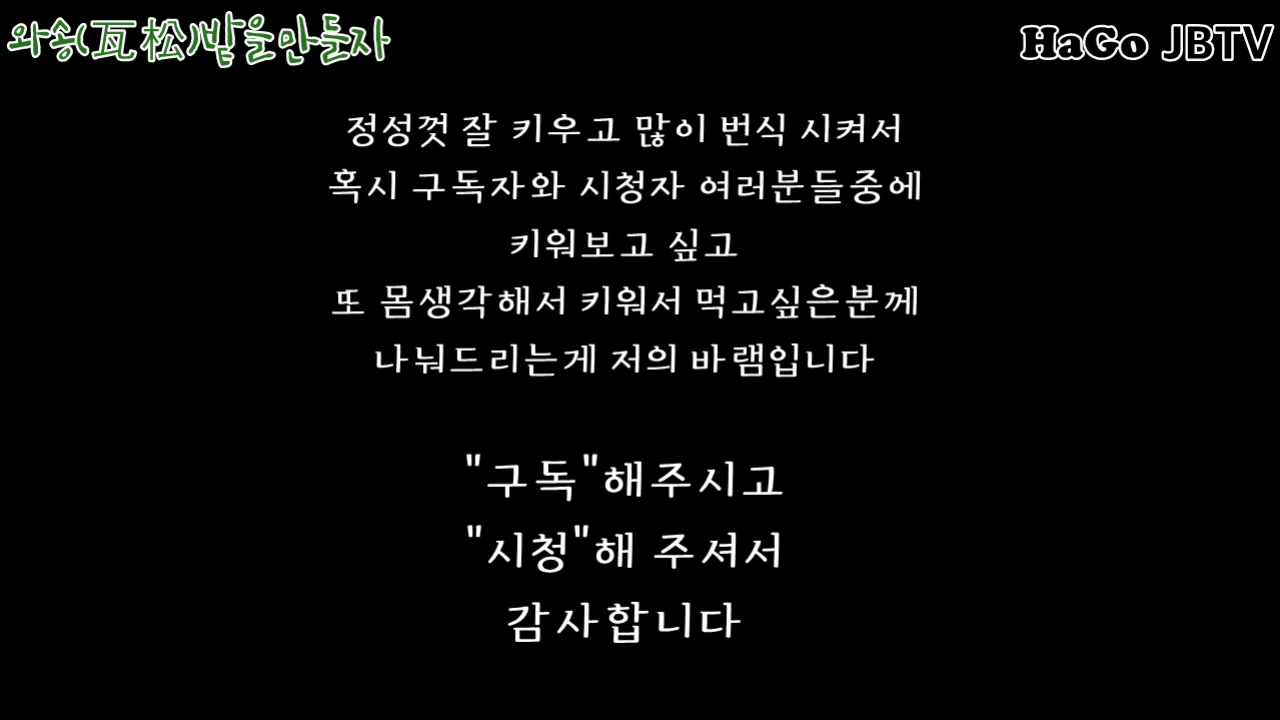 와송(瓦松)밭을만들자
HaGo JBTV
정성껏 잘 키우고 많이 번식 시켜서
혹시 구독자와 시청자 여러분들중에
키워보고 싶고
또 몸생각해서 키워서 먹고싶은분께
나눠드리는게 저의 바램입니다
"구독"해주시고
"시청"해 주셔서
감사합니다